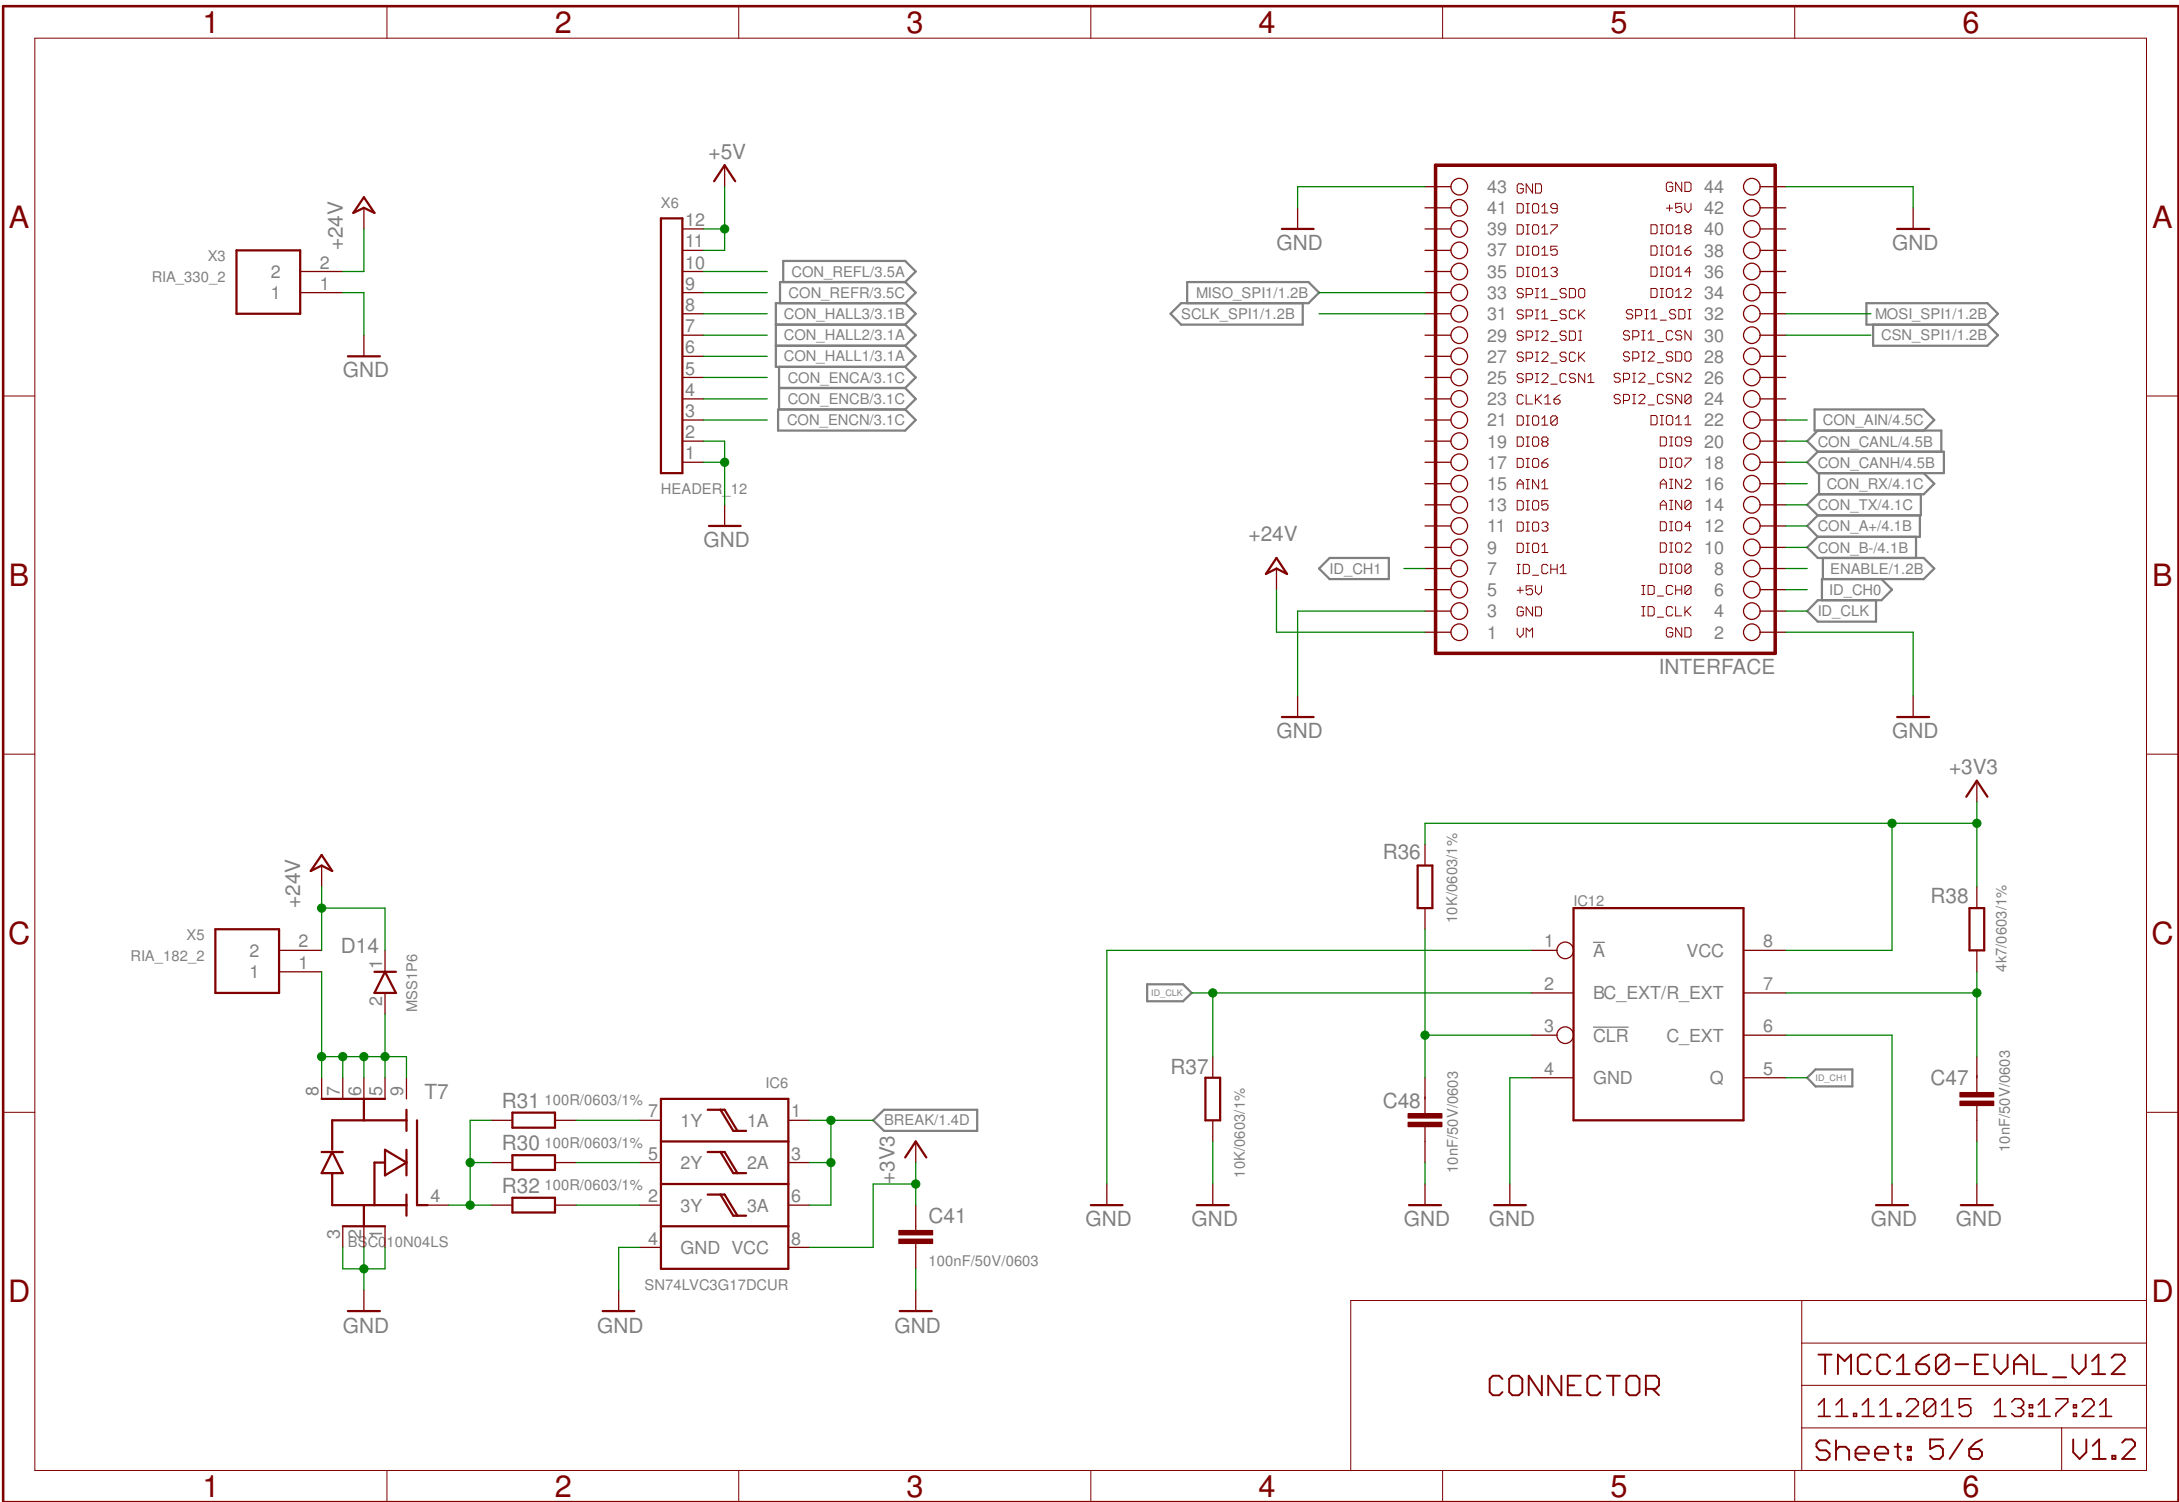 1 2 3 4 5 6
A A
B B
C C
D D
1 2 3 4 5 6
X3
RIA_330_2
2
1
2
1
+24V
GND
+5V
X6
12
11
10 CON_REFL/3.5A
9 CON_REFR/3.5C
8 CON_HALL3/3.1B
7 CON_HALL2/3.1A
6 CON_HALL1/3.1A
5 CON_ENCA/3.1C
4 CON_ENCB/3.1C
3 CON_ENCN/3.1C
2
1
HEADER_12
GND
43 GND GND 44
41 DIO19 +5V 42
39 DIO17 DIO18 40
37 DIO15 DIO16 38
35 DIO13 DIO14 36
MISO_SPI1/1.2B 33 SPI1_SDO DIO12 34
SCLK_SPI1/1.2B 31 SPI1_SCK SPI1_SDI 32 MOSI_SPI1/1.2B
29 SPI2_SDI SPI1_CSN 30 CSN_SPI1/1.2B
27 SPI2_SCK SPI2_SDO 28
25 SPI2_CSN1 SPI2_CSN2 26
23 CLK16 SPI2_CSN0 24
21 DIO10 DIO11 22 CON_AIN/4.5C
19 DIO8 DIO9 20 CON_CANL/4.5B
17 DIO6 DIO7 18 CON_CANH/4.5B
15 AIN1 AIN2 16 CON_RX/4.1C
13 DIO5 AIN0 14 CON_TX/4.1C
11 DIO3 DIO4 12 CON_A+/4.1B
9 DIO1 DIO2 10 CON_B-/4.1B
ID_CH1 7 ID_CH1 DIO0 8 ENABLE/1.2B
5 +5V ID_CH0 6 ID_CH0
3 GND ID_CLK 4 ID_CLK
1 VM GND 2
INTERFACE
GND
GND
+24V
GND
GND
+24V
X5
RIA_182_2
2
1
2
1
D14
1
2
MSS1P6
8 7 6 5 9
T7
4
3 2 1
BSC010N04LS
GND
R31 100R/0603/1%
R30 100R/0603/1%
R32 100R/0603/1%
IC6
7 1Y 1A 1
5 2Y 2A 3
2 3Y 3A 6
4 GND VCC 8
SN74LVC3G17DCUR
GND
BREAK/1.4D
+3V3
C41
100nF/50V/0603
GND
+3V3
R36
10K/0603/1%
IC12
1 A VCC 8
2 BC_EXT/R_EXT 7
3 CLR C_EXT 6
4 GND Q 5
ID_CLK
ID_CH1
R38
4k7/0603/1%
R37
10K/0603/1%
C48
10nF/50V/0603
C47
10nF/50V/0603
GND GND GND GND GND GND
CONNECTOR
TMCC160-EVAL_V12
11.11.2015 13:17:21
Sheet: 5/6 V1.2